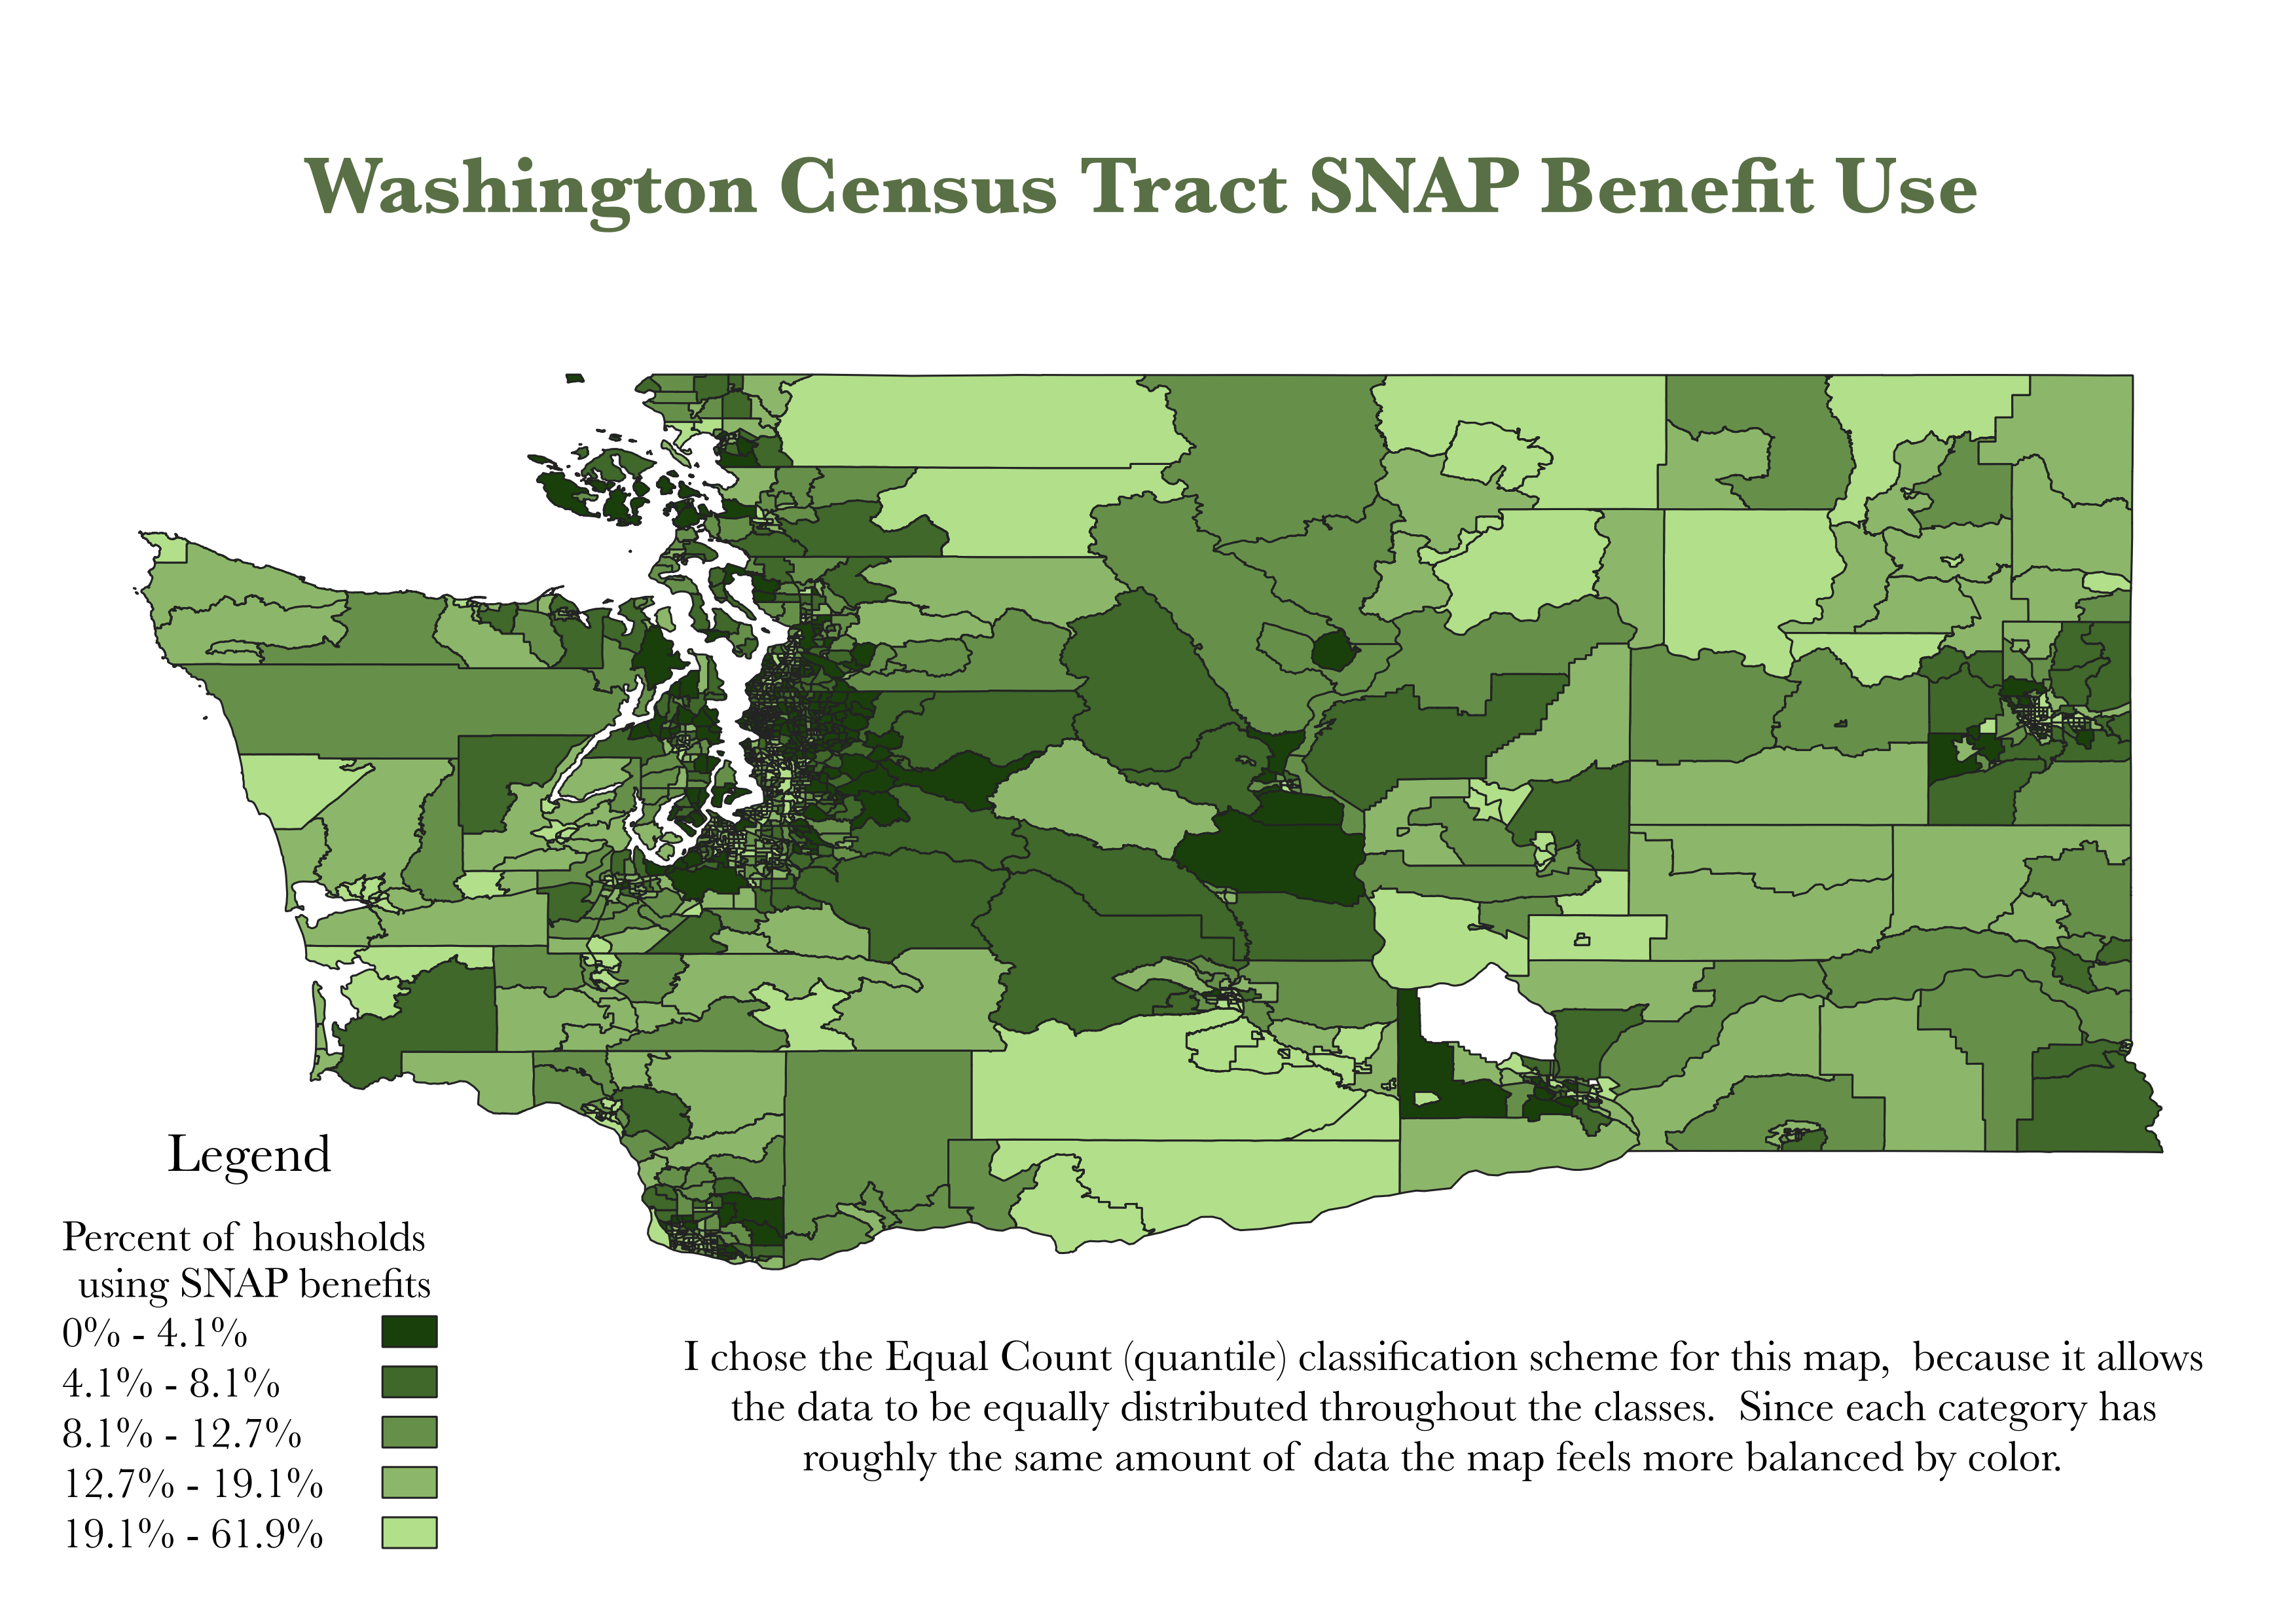 Washington Census Tract SNAP Benefit Use
Legend
Percent of housholds
using SNAP benefits
0% - 4.1%
4.1% - 8.1%
8.1% - 12.7%
12.7% - 19.1%
19.1% - 61.9%
I chose the Equal Count (quantile) classification scheme for this map,  because it allows
the data to be equally distributed throughout the classes.  Since each category has
roughly the same amount of data the map feels more balanced by color.